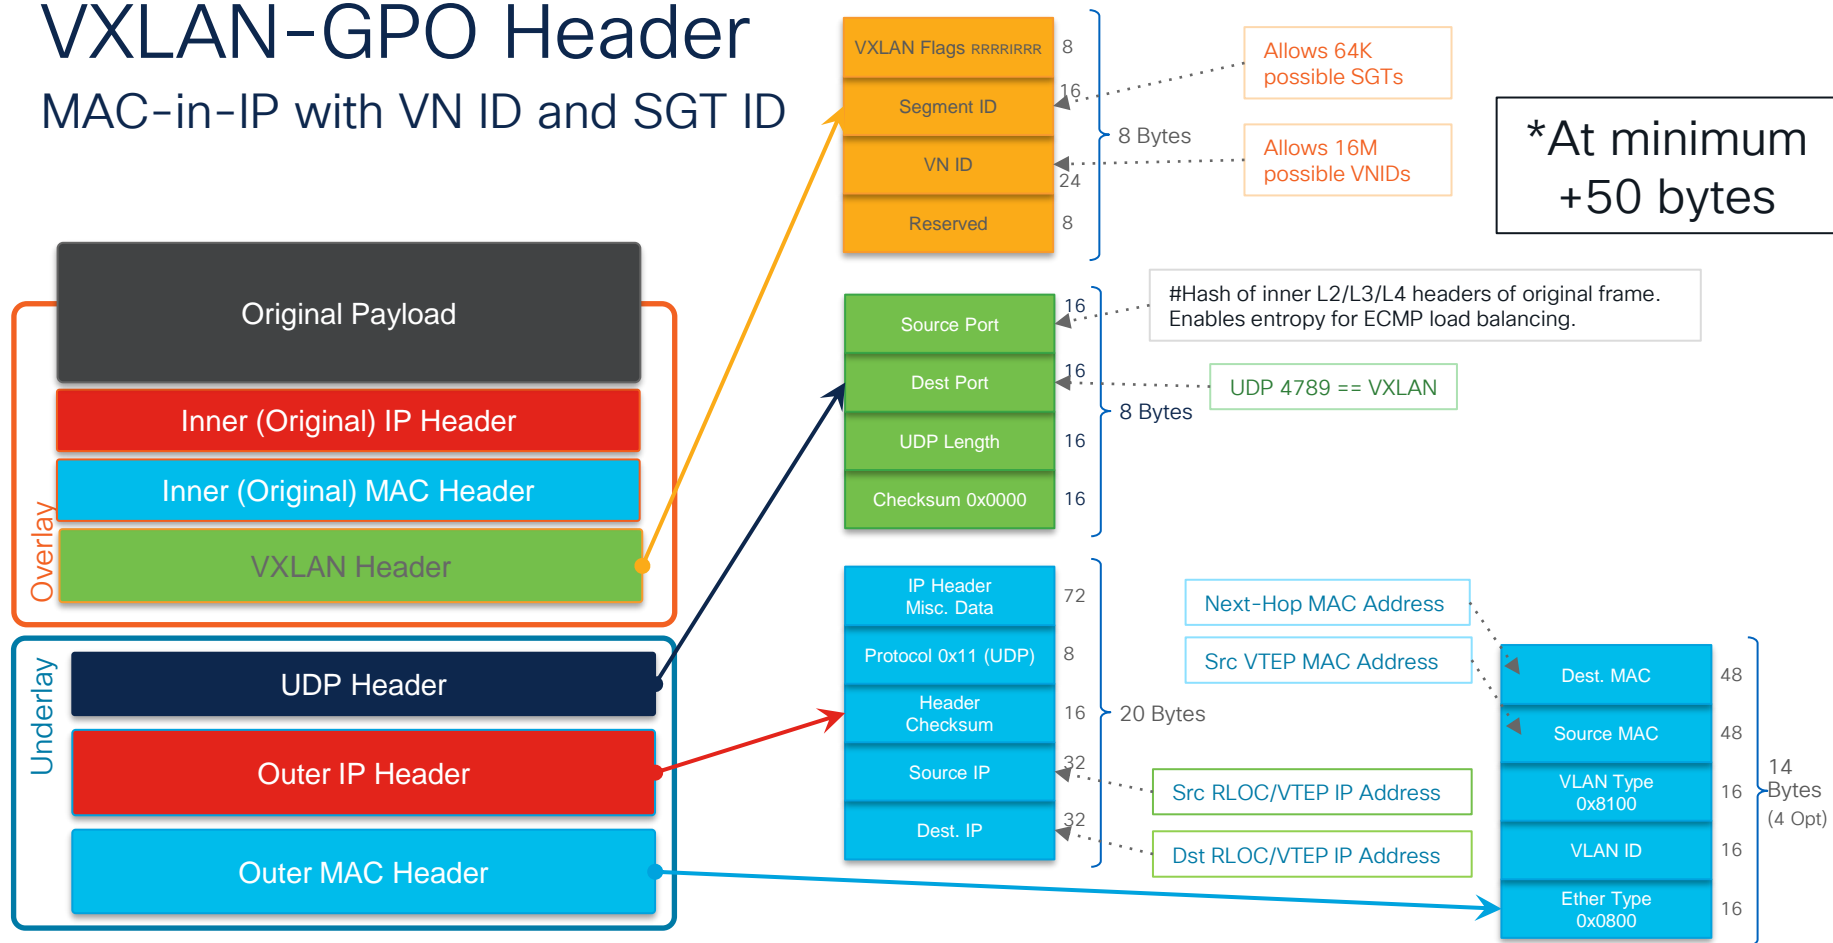 VXLAN-GPO Header
MAC-in-IP with VN ID and SGT ID
Original Payload
Inner (Original) IP Header
Inner (Original) MAC Header
VXLAN Header
Overlay
Underlay
UDP Header
Outer IP Header
Outer MAC Header
VXLAN Flags RRRRIRRR
8
Segment ID
16
VN ID
24
Reserved
8
8 Bytes
Allows 64K
possible SGTs
Allows 16M
possible VNIDs
*At minimum
+50 bytes
Source Port
16
Dest Port
16
UDP Length
16
Checksum 0x0000
16
8 Bytes
#Hash of inner L2/L3/L4 headers of original frame.
Enables entropy for ECMP load balancing.
UDP 4789 == VXLAN
IP Header
Misc. Data
72
Protocol 0x11 (UDP)
8
Header
Checksum
16
Source IP
32
Dest. IP
32
20 Bytes
Next-Hop MAC Address
Src VTEP MAC Address
Src RLOC/VTEP IP Address
Dst RLOC/VTEP IP Address
Dest. MAC
48
Source MAC
48
VLAN Type
0x8100
16
VLAN ID
16
Ether Type
0x0800
16
14
Bytes
(4 Opt)